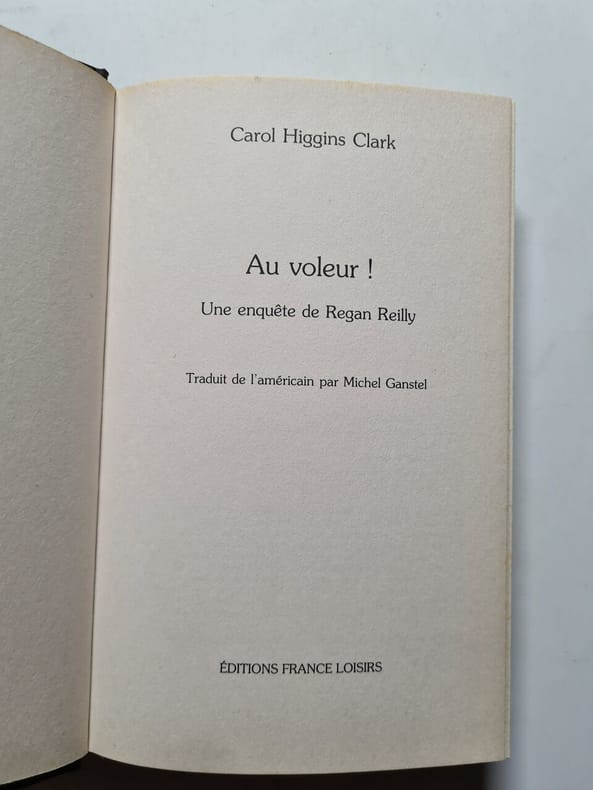 Carol Higgins Clark
Au voleur !
Une enquête de Regan Reilly
Traduit de l'américain par Michel Ganstel
ÉDITIONS FRANCE LOISIRS